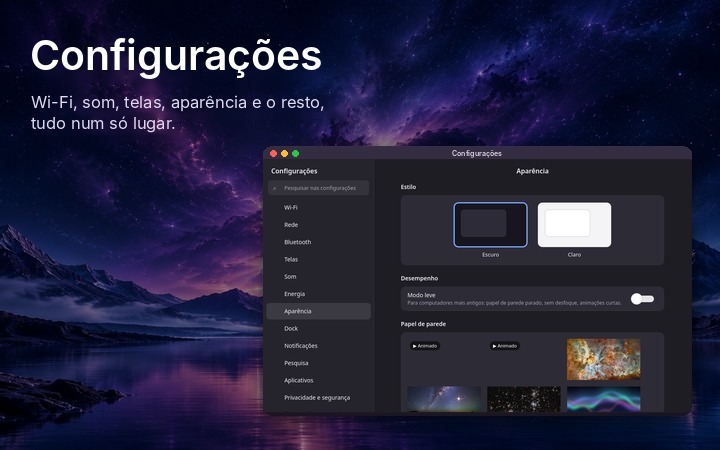 Configurações
Wi-Fi, som, telas, aparência e o resto,
tudo num só lugar.
Configurações
Configurações
Pesquisar nas configurações
Wi-Fi
Rede
Bluetooth
Telas
Som
Energia
Aparência
Dock
Notificações
Pesquisa
Aplicativos
Privacidade e segurança
Aparência
Estilo
Escuro
Claro
Desempenho
Modo leve
Para computadores mais antigos: papel de parede parado, sem desfoque, animações curtas.
Papel de parede
▶ Animado
▶ Animado